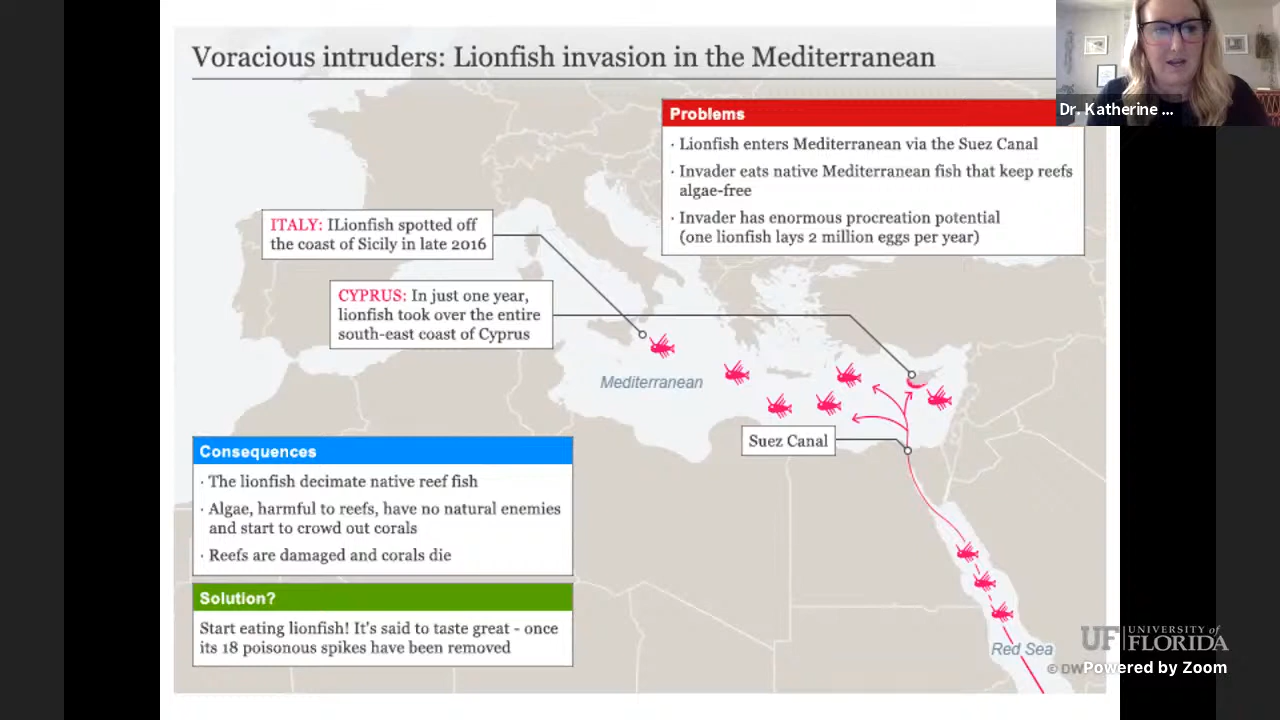 Voracious intruders: Lionfish invasion in the Mediterranean
Dr. Katherine ...
Problems
· Lionfish enters Mediterranean via the Suez Canal
· Invader eats native Mediterranean fish that keep reefs
algae-free
· Invader has enormous procreation potential
(one lionfish lays 2 million eggs per year)
ITALY: ILionfish spotted off
the coast of Sicily in late 2016
CYPRUS: In just one year,
lionfish took over the entire
south-east coast of Cyprus
Mediterranean
Suez Canal
Consequences
· The lionfish decimate native reef fish
· Algae, harmful to reefs, have no natural enemies
and start to crowd out corals
· Reefs are damaged and corals die
Solution?
Start eating lionfish! It's said to taste great - once
its 18 poisonous spikes have been removed
Red Sea
UF UNIVERSITY of
FLORIDA
© DW
Powered by Zoom